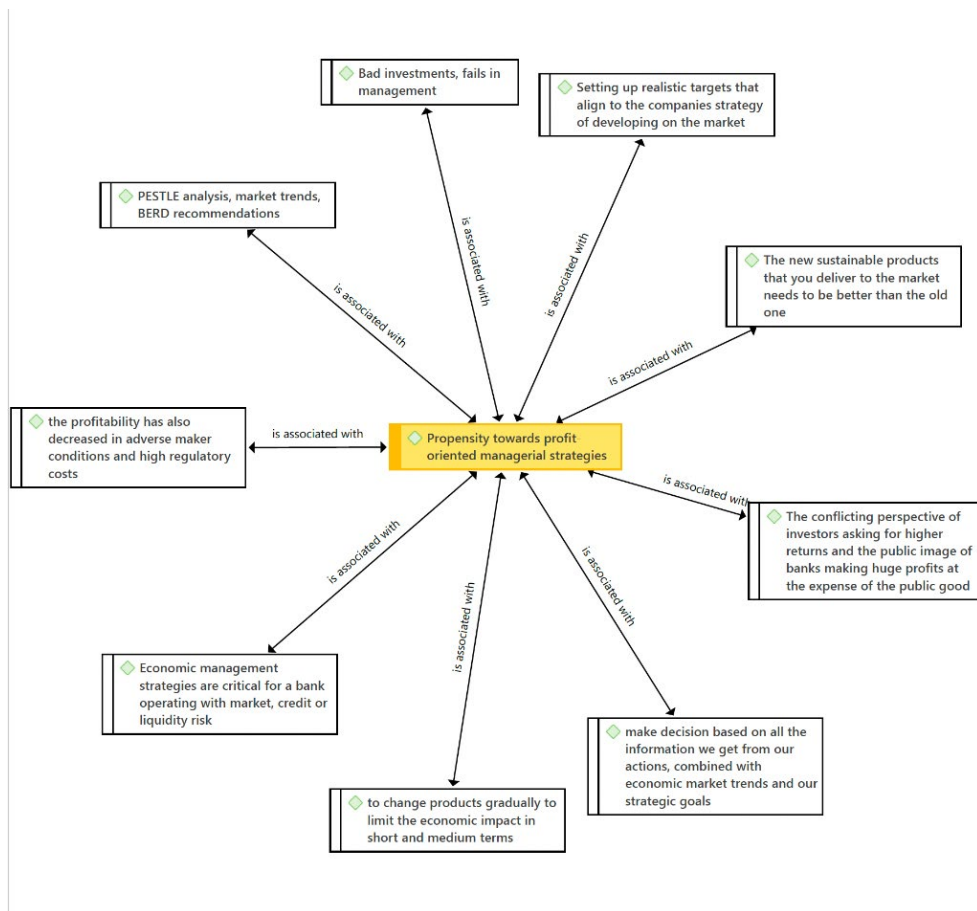 Bad investments, fails in
management
Setting up realistic targets that
align to the companies strategy
of developing on the market
PESTLE analysis, market trends,
BERD recommendations
is associated with
is associated with
is associated with
The new sustainable products
that you deliver to the market
needs to be better than the old
one
is associated with
the profitability has also
decreased in adverse maker
conditions and high regulatory
costs
is associated with
Propensity towards profit
oriented managerial strategies
is associated with
The conflicting perspective of
investors asking for higher
returns and the public image of
banks making huge profits at
the expense of the public good
is associated with
is associated with
is associated with
Economic management
strategies are critical for a bank
operating with market, credit or
liquidity risk
make decision based on all the
information we get from our
actions, combined with
economic market trends and our
strategic goals
to change products gradually to
limit the economic impact in
short and medium terms